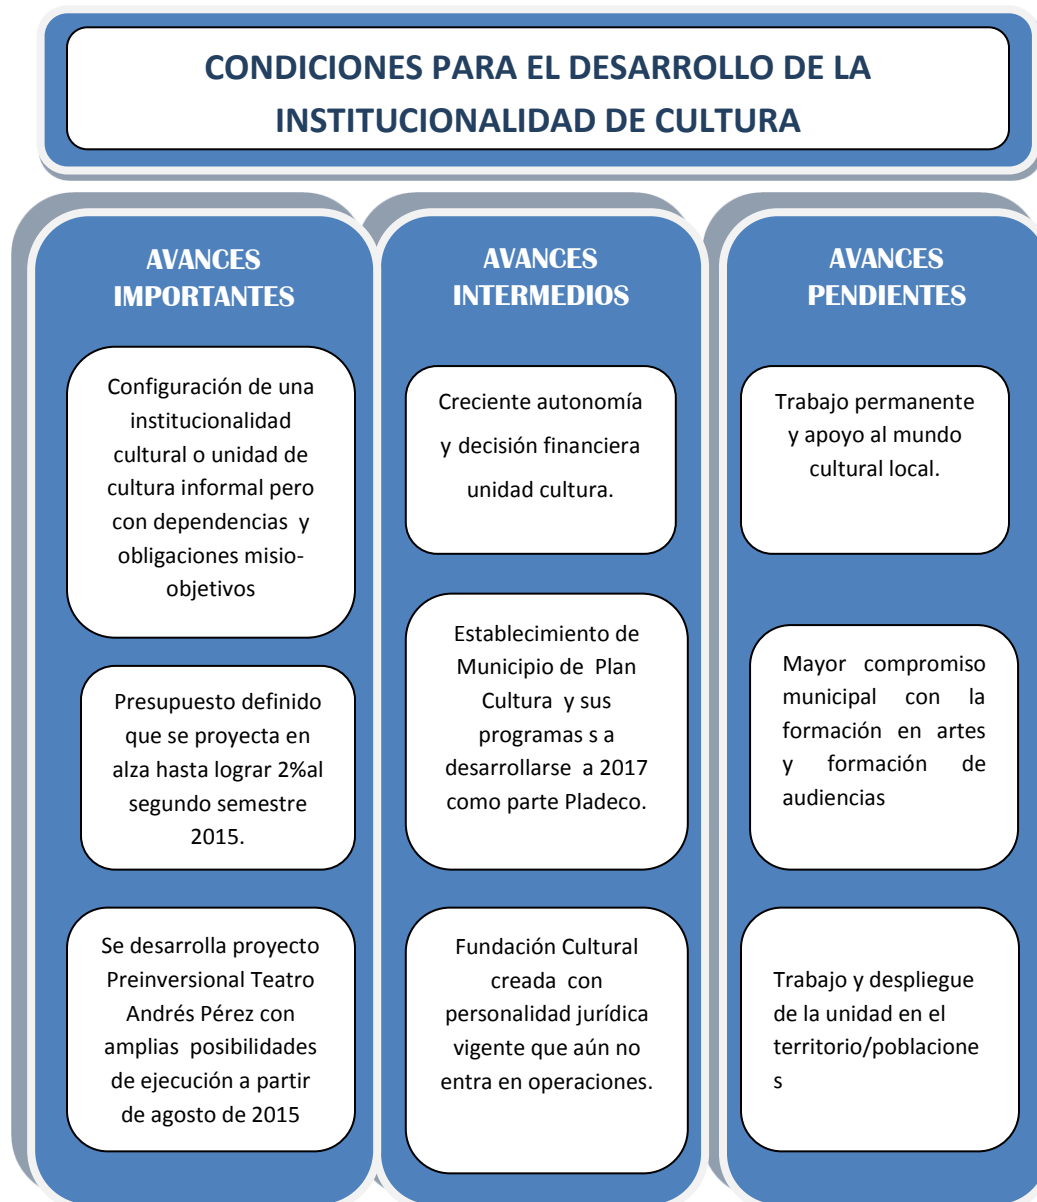 CONDICIONES PARA EL DESARROLLO DE LA
INSTITUCIONALIDAD DE CULTURA
AVANCES
IMPORTANTES
Configuración de una
institucionalidad
cultural o unidad de
cultura informal pero
con dependencias y
obligaciones misio-
objetivos
Presupuesto definido
que se proyecta en
alza hasta lograr 2%al
segundo semestre
2015.
Se desarrolla proyecto
Preinversional Teatro
Andrés Pérez con
amplias posibilidades
de ejecución a partir
de agosto de 2015
AVANCES
INTERMEDIOS
Creciente autonomía
y decisión financiera
unidad cultura.
Establecimiento de
Municipio de Plan
Cultura y sus
programas s a
desarrollarse a 2017
como parte Pladeco.
Fundación Cultural
creada con
personalidad jurídica
vigente que aún no
entra en operaciones.
AVANCES
PENDIENTES
Trabajo permanente
y apoyo al mundo
cultural local.
Mayor compromiso
municipal con la
formación en artes
y formación de
audiencias
Trabajo y despliegue
de la unidad en el
territorio/poblacione
s